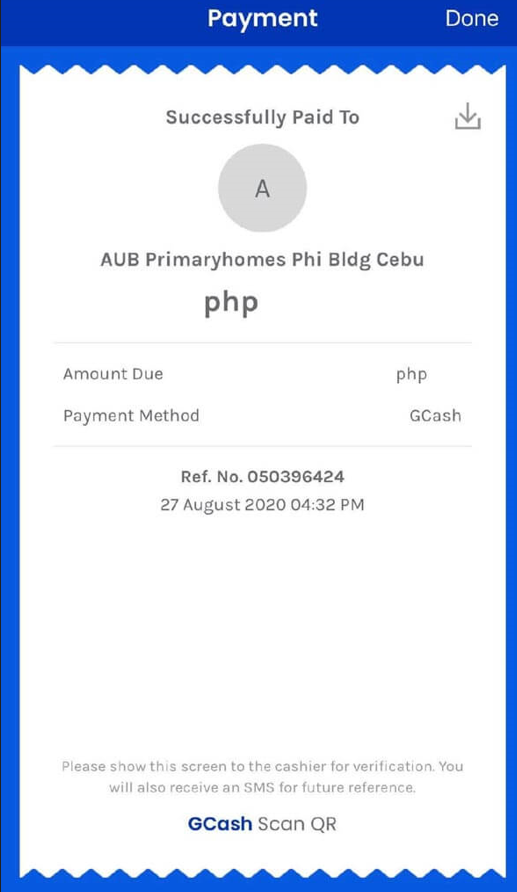 Payment Done
Successfully Paid To
A
AUB Primaryhomes Phi Bldg Cebu
php
Amount Due php
Payment Method GCash
Ref. No. 050396424
27 August 2020 04:32 PM
Please show this screen to the cashier for verification. You
will also receive an SMS for future reference.
GCash Scan QR